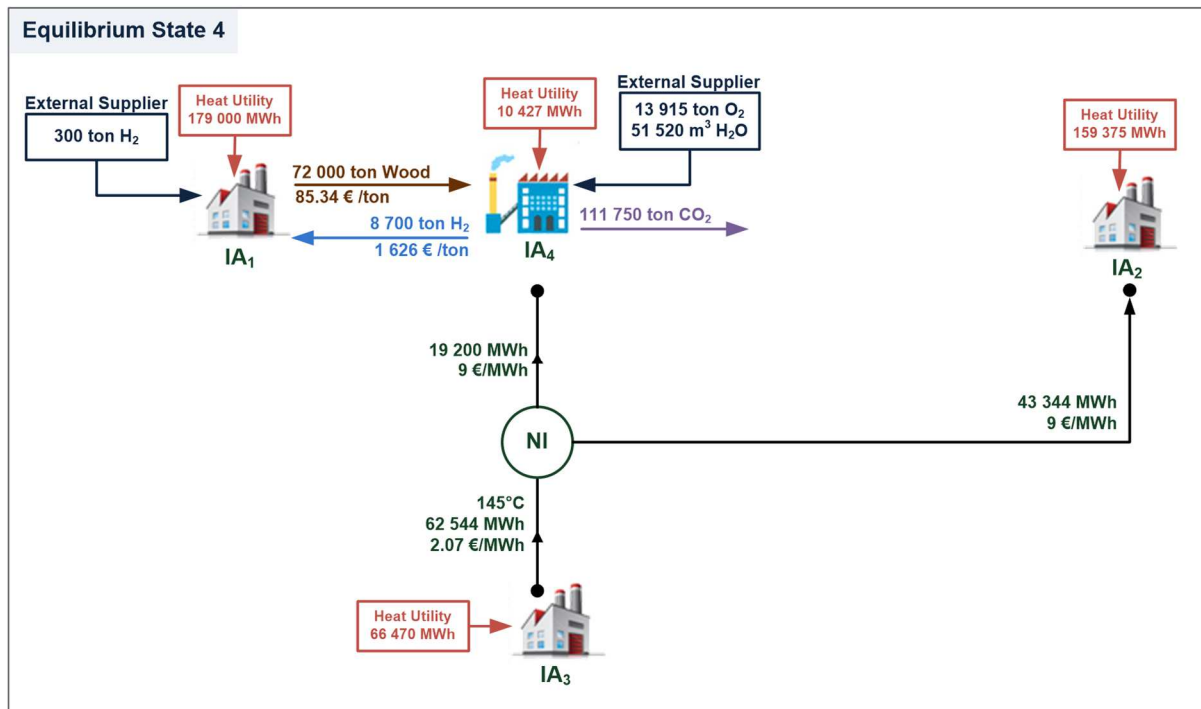 Equilibrium State 4
External Supplier
300 ton H₂
Heat Utility
179 000 MWh
IA₁
72 000 ton Wood
85.34 € /ton
8 700 ton H₂
1 626 € /ton
Heat Utility
10 427 MWh
IA₄
External Supplier
13 915 ton O₂
51 520 m³ H₂O
111 750 ton CO₂
Heat Utility
159 375 MWh
IA₂
19 200 MWh
9 €/MWh
NI
43 344 MWh
9 €/MWh
145°C
62 544 MWh
2.07 €/MWh
Heat Utility
66 470 MWh
IA₃